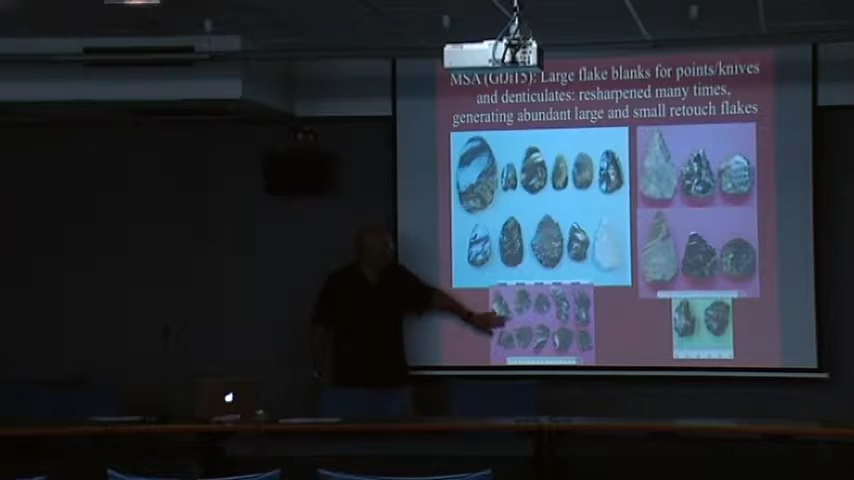 MSA (GUJi15): Large flake blanks for points/knives
and denticulates: resharpened many times,
generating abundant large and small retouch flakes